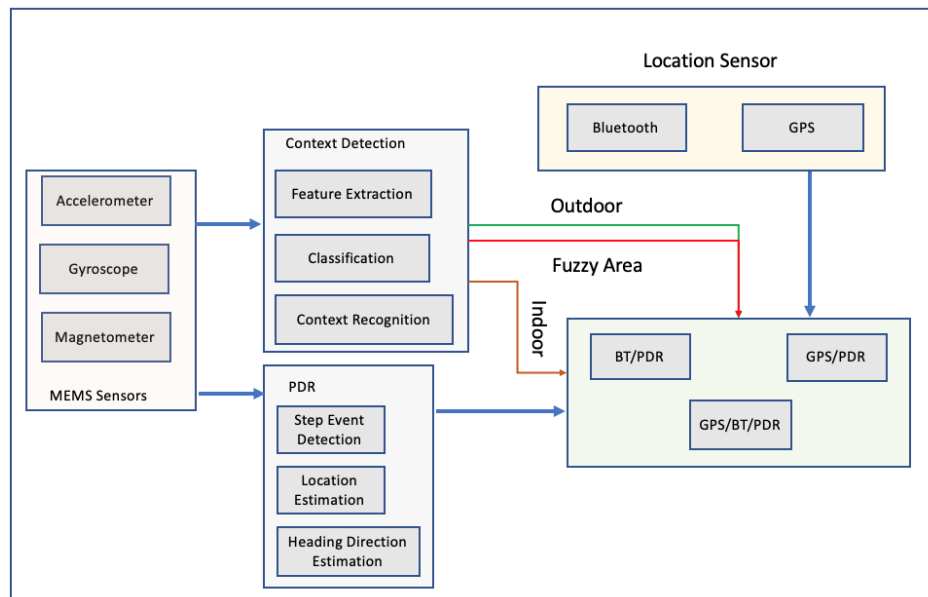 Location Sensor
Bluetooth
GPS
Context Detection
Feature Extraction
Classification
Context Recognition
Accelerometer
Gyroscope
Magnetometer
MEMS Sensors
Outdoor
Fuzzy Area
Indoor
BT/PDR
GPS/PDR
GPS/BT/PDR
PDR
Step Event
Detection
Location
Estimation
Heading Direction
Estimation